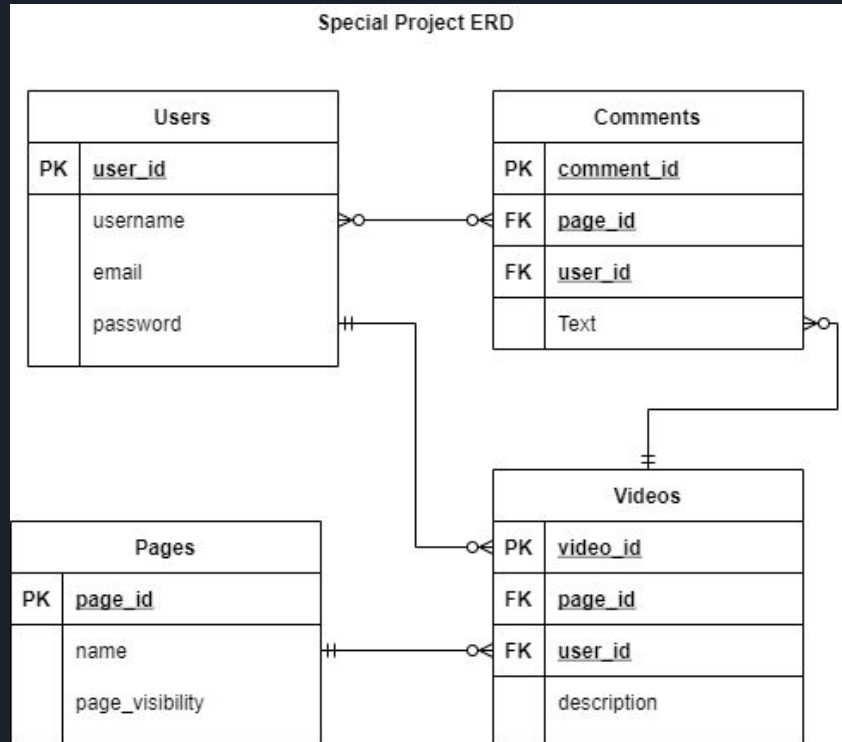 Special Project ERD
Users
PK user_id
username
email
password
Comments
PK comment_id
FK page_id
FK user_id
Text
Pages
PK page_id
name
page_visibility
Videos
PK video_id
FK page_id
FK user_id
description